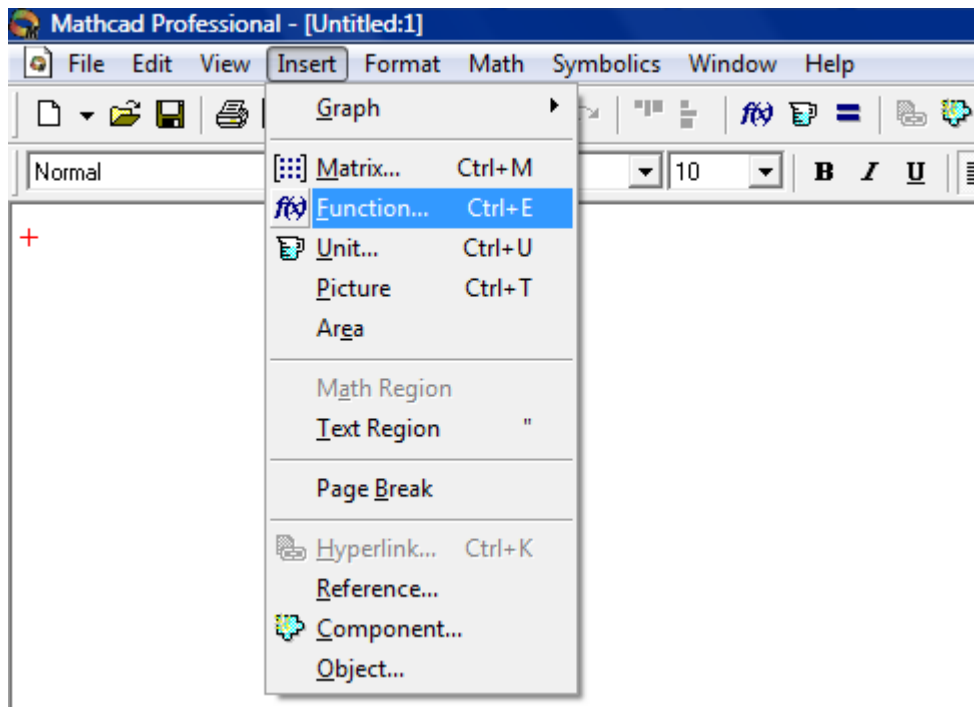 Mathcad Professional - [Untitled:1]
File Edit View Insert Format Math Symbolics Window Help
Graph
f(x) =
Normal 10 B I U
Matrix... Ctrl+M
f(x) Function... Ctrl+E
Unit... Ctrl+U
Picture Ctrl+T
Area
Math Region
Text Region "
Page Break
Hyperlink... Ctrl+K
Reference...
Component...
Object...